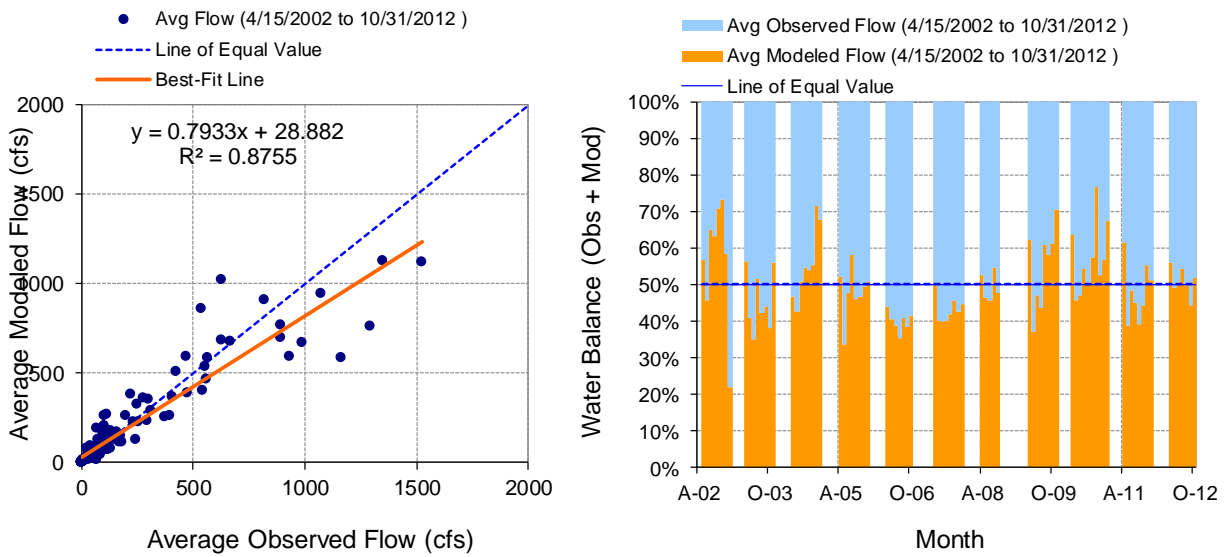 Avg Flow (4/15/2002 to 10/31/2012 )
Line of Equal Value
Best-Fit Line
y = 0.7933x + 28.882
R² = 0.8755
Average Modeled Flow (cfs)
2000
1500
1000
500
0
0 500 1000 1500 2000
Average Observed Flow (cfs)
Avg Observed Flow (4/15/2002 to 10/31/2012 )
Avg Modeled Flow (4/15/2002 to 10/31/2012 )
Line of Equal Value
Water Balance (Obs + Mod)
100%
90%
80%
70%
60%
50%
40%
30%
20%
10%
0%
A-02 O-03 A-05 O-06 A-08 O-09 A-11 O-12
Month